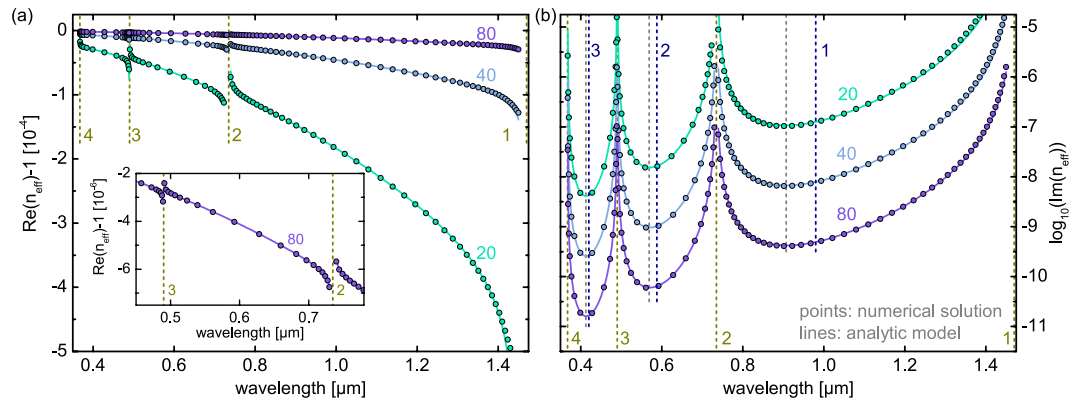 (a)
0
-1
-2
-3
-4
-5
Re(n_eff)-1 [10^-4]
80
40
20
4
3
2
1
-2
-4
-6
Re(n_eff)-1 [10^-6]
80
3
2
0.5 0.6 0.7
wavelength [µm]
0.4 0.6 0.8 1.0 1.2 1.4
wavelength [µm]
(b)
3
2
1
20
40
80
points: numerical solution
lines: analytic model
4
3
2
1
-5
-6
-7
-8
-9
-10
-11
log_10(Im(n_eff))
0.4 0.6 0.8 1.0 1.2 1.4
wavelength [µm]